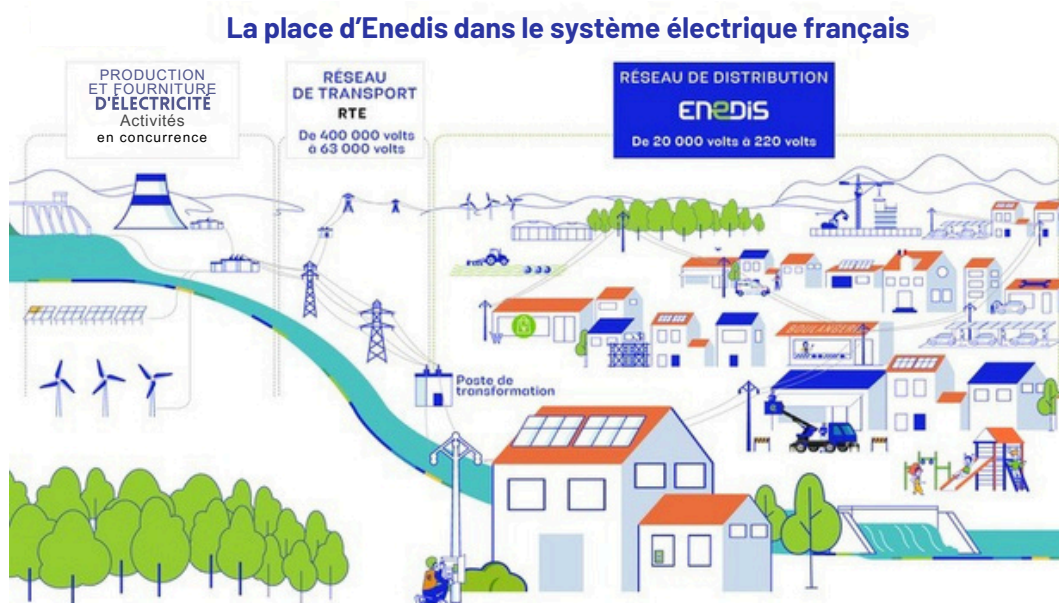 La place d'Enedis dans le système électrique français
PRODUCTION
ET FOURNITURE
D'ÉLECTRICITÉ
Activités
en concurrence
RÉSEAU
DE TRANSPORT
RTE
De 400 000 volts
à 63 000 volts
RÉSEAU DE DISTRIBUTION
ENEDIS
De 20 000 volts à 220 volts
BOULANGERIE
Poste de
transformation